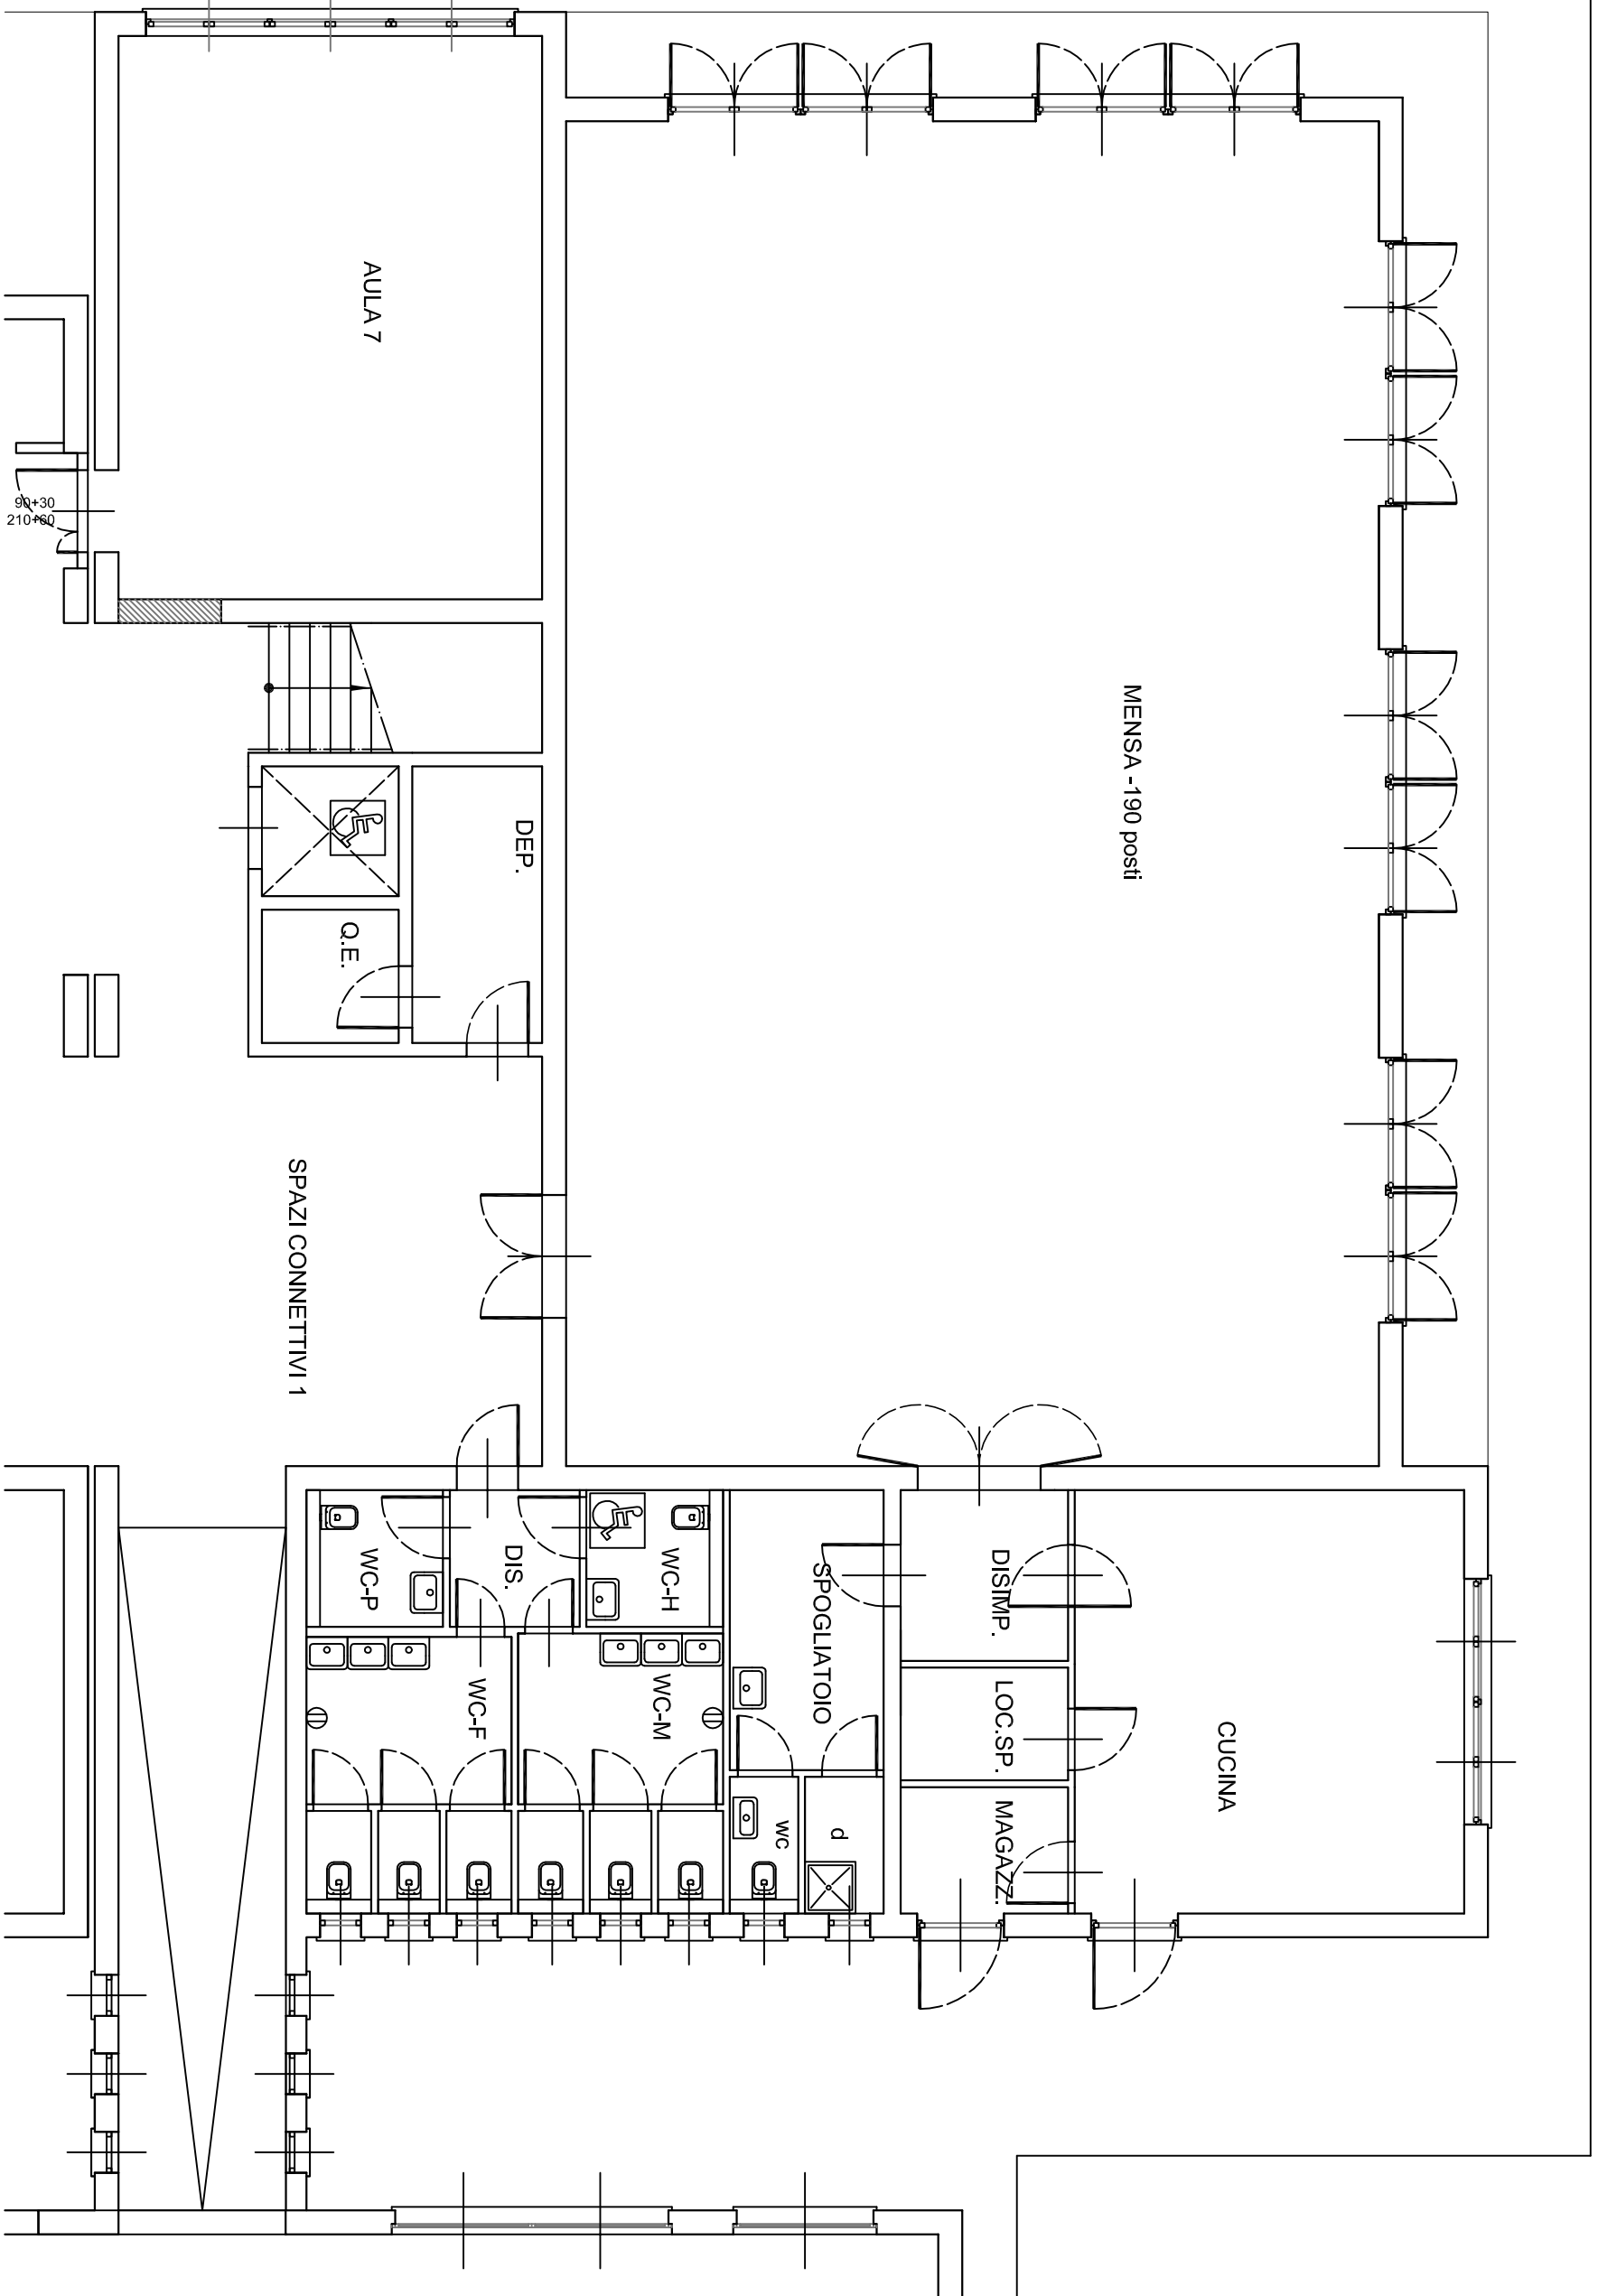 AULA 7
90+30
210+60
MENSA -190 posti
DEP.
Q.E.
SPAZI CONNETTIVI 1
WC-P
DIS.
WC-H
SPOGLIATOIO
DISIMP.
WC-F
WC-M
LOC.SP.
CUCINA
MAGAZZ.
wc
d